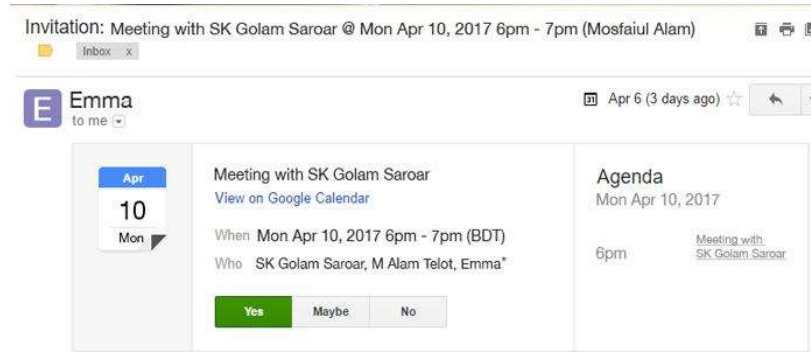 Invitation: Meeting with SK Golam Saroar @ Mon Apr 10, 2017 6pm - 7pm (Mosfaiul Alam)
Inbox x
E Emma
Apr 6 (3 days ago)
to me
Apr
10
Mon
Meeting with SK Golam Saroar
View on Google Calendar
When Mon Apr 10, 2017 6pm - 7pm (BDT)
Who SK Golam Saroar, M Alam Telot, Emma*
Yes Maybe No
Agenda
Mon Apr 10, 2017
6pm Meeting with
SK Golam Saroar